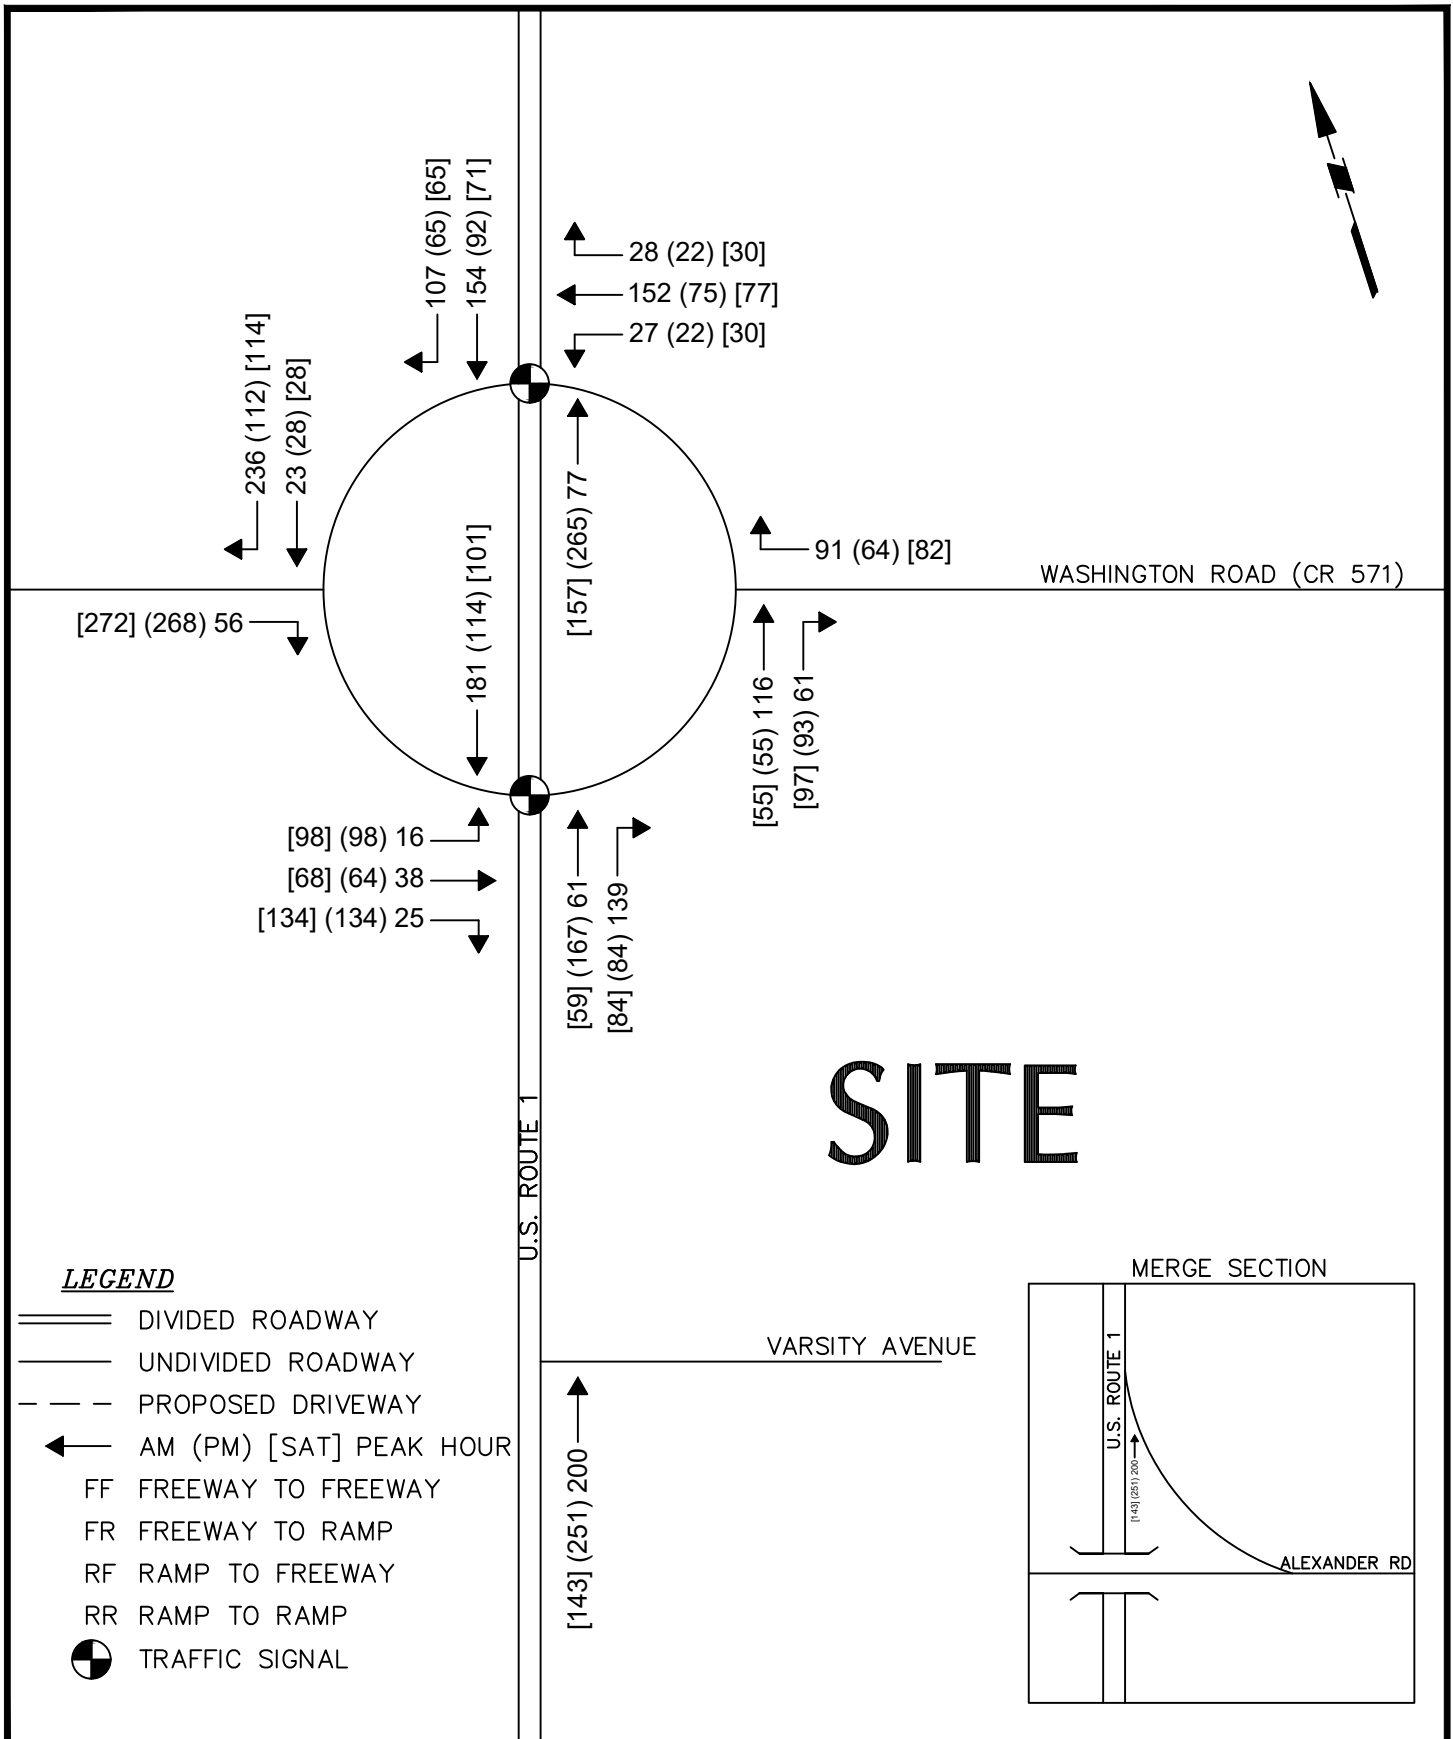 107 (65) [65]
154 (92) [71]
28 (22) [30]
152 (75) [77]
27 (22) [30]
236 (112) [114]
23 (28) [28]
[157] (265) 77
181 (114) [101]
91 (64) [82]
WASHINGTON ROAD (CR 571)
[272] (268) 56
[55] (55) 116
[97] (93) 61
[98] (98) 16
[68] (64) 38
[134] (134) 25
[59] (167) 61
[84] (84) 139
SITE
U.S. ROUTE 1
LEGEND
DIVIDED ROADWAY
UNDIVIDED ROADWAY
PROPOSED DRIVEWAY
AM (PM) [SAT] PEAK HOUR
FF FREEWAY TO FREEWAY
FR FREEWAY TO RAMP
RF RAMP TO FREEWAY
RR RAMP TO RAMP
TRAFFIC SIGNAL
VARSITY AVENUE
[143] (251) 200
MERGE SECTION
U.S. ROUTE 1
[143] (251) 200
ALEXANDER RD